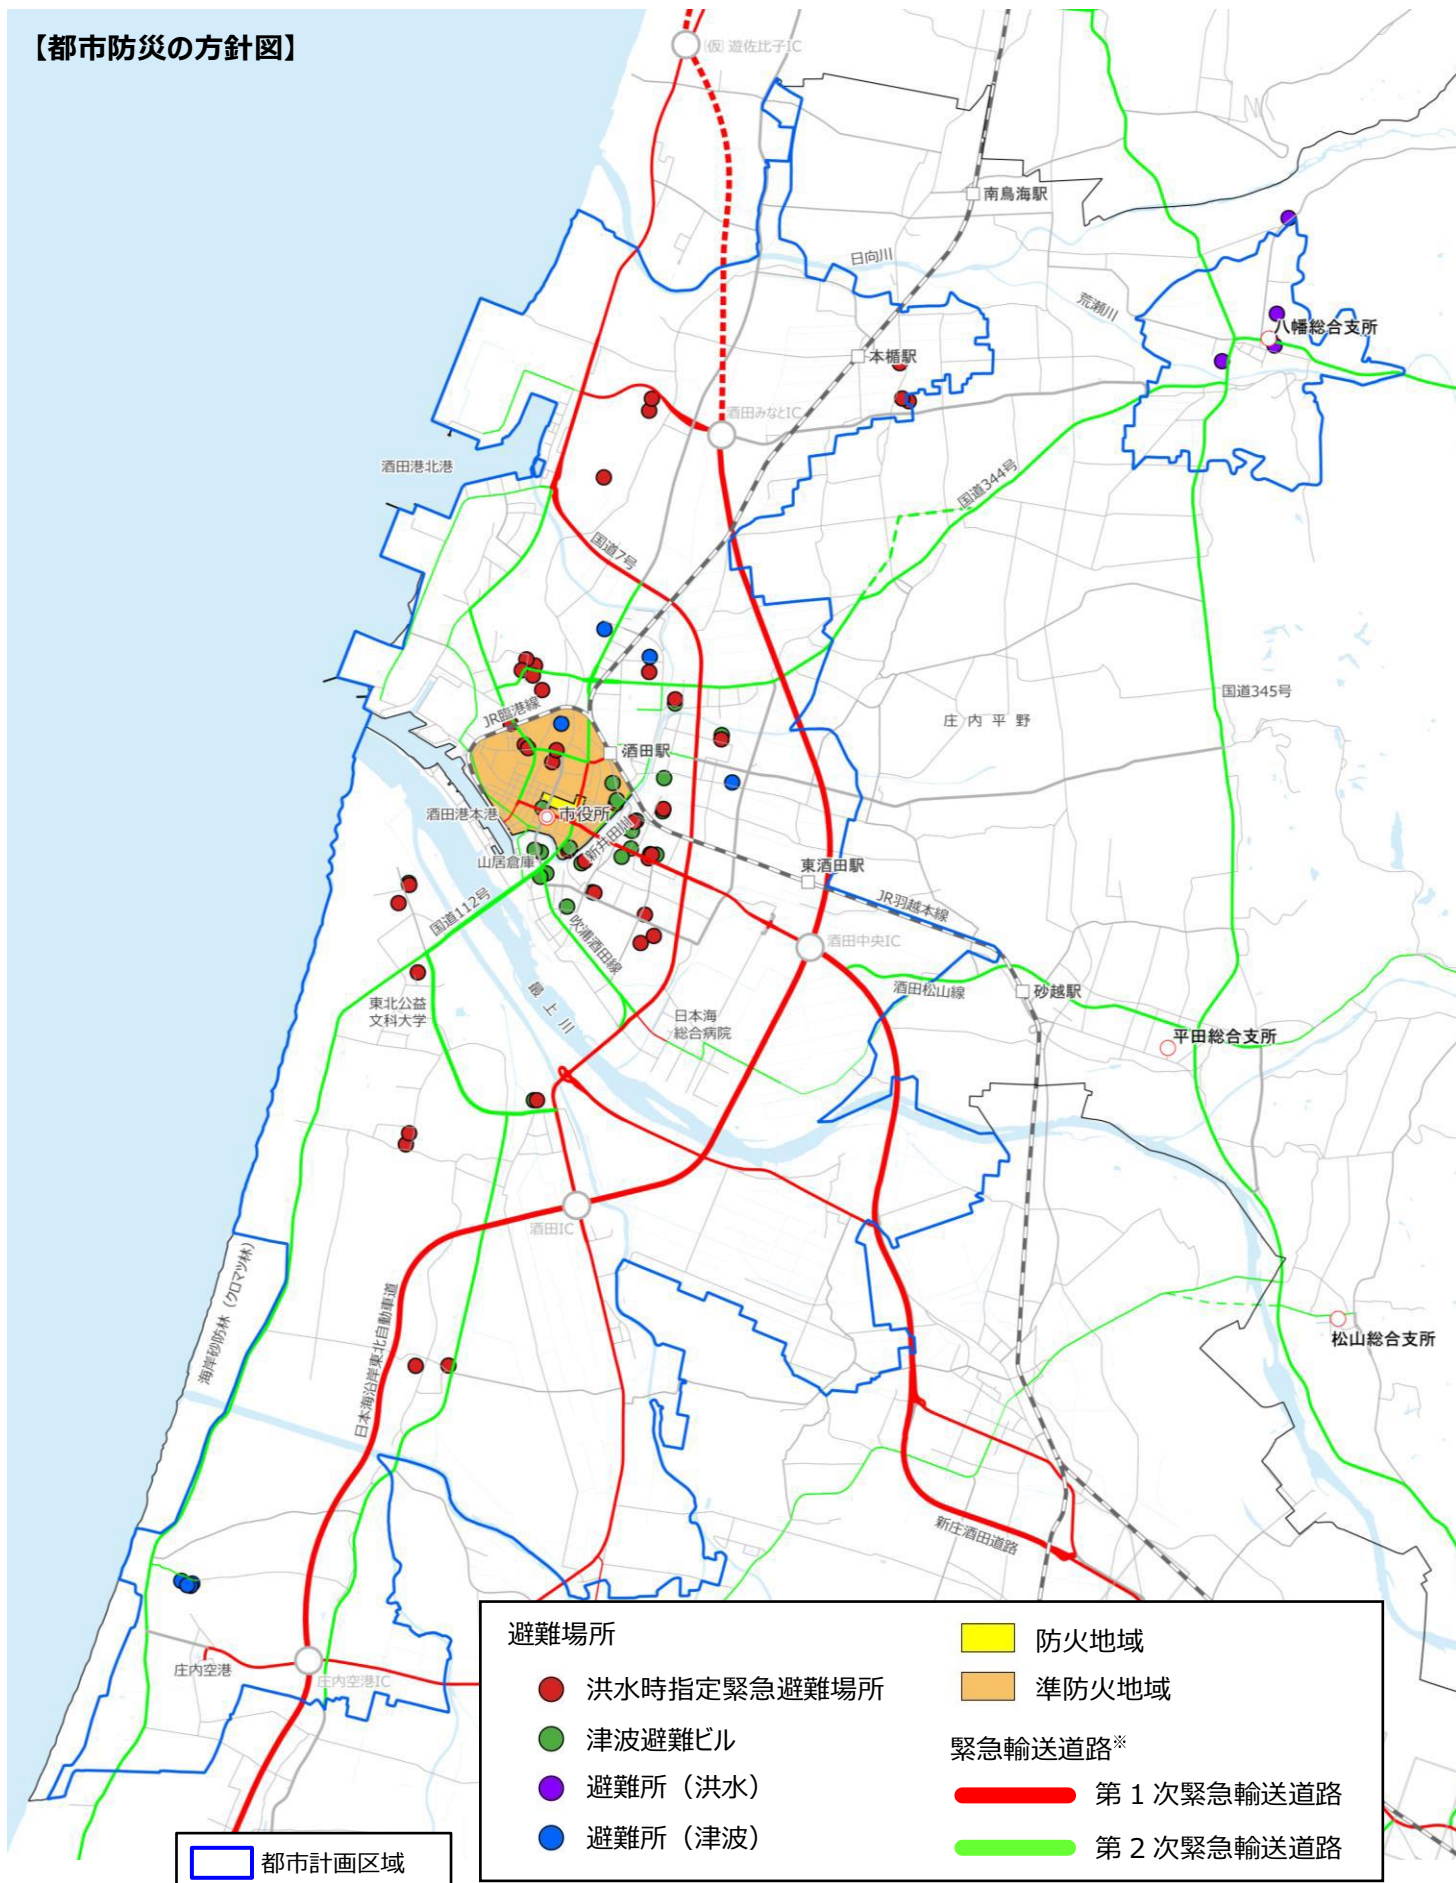 【都市防災の方針図】
(仮)遊佐比子IC
南鳥海駅
日向川
荒瀬川
八幡総合支所
本楯駅
酒田みなとIC
酒田港北港
国道344号
国道7号
国道345号
JR臨港線
庄内平野
酒田駅
酒田港本港
市役所
新井田川
山居倉庫
東酒田駅
国道112号
JR羽越本線
吹浦酒田線
酒田中央IC
酒田松山線
砂越駅
最上川
東北公益
文科大学
日本海
総合病院
平田総合支所
酒田IC
海岸砂防林（クロマツ林）
日本海沿岸東北自動車道
松山総合支所
新庄酒田道路
庄内空港
庄内空港IC
避難場所
洪水時指定緊急避難場所
津波避難ビル
避難所（洪水）
避難所（津波）
防火地域
準防火地域
緊急輸送道路※
第１次緊急輸送道路
第２次緊急輸送道路
都市計画区域